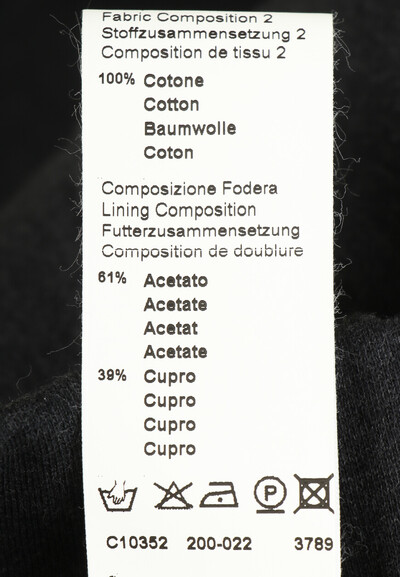 Fabric Composition 2
Stoffzusammensetzung 2
Composition de tissu 2
100% Cotone
Cotton
Baumwolle
Coton
Composizione Fodera
Lining Composition
Futterzusammensetzung
Composition de doublure
61% Acetato
Acetate
Acetat
Acetate
39% Cupro
Cupro
Cupro
Cupro
P
C10352 200-022 3789